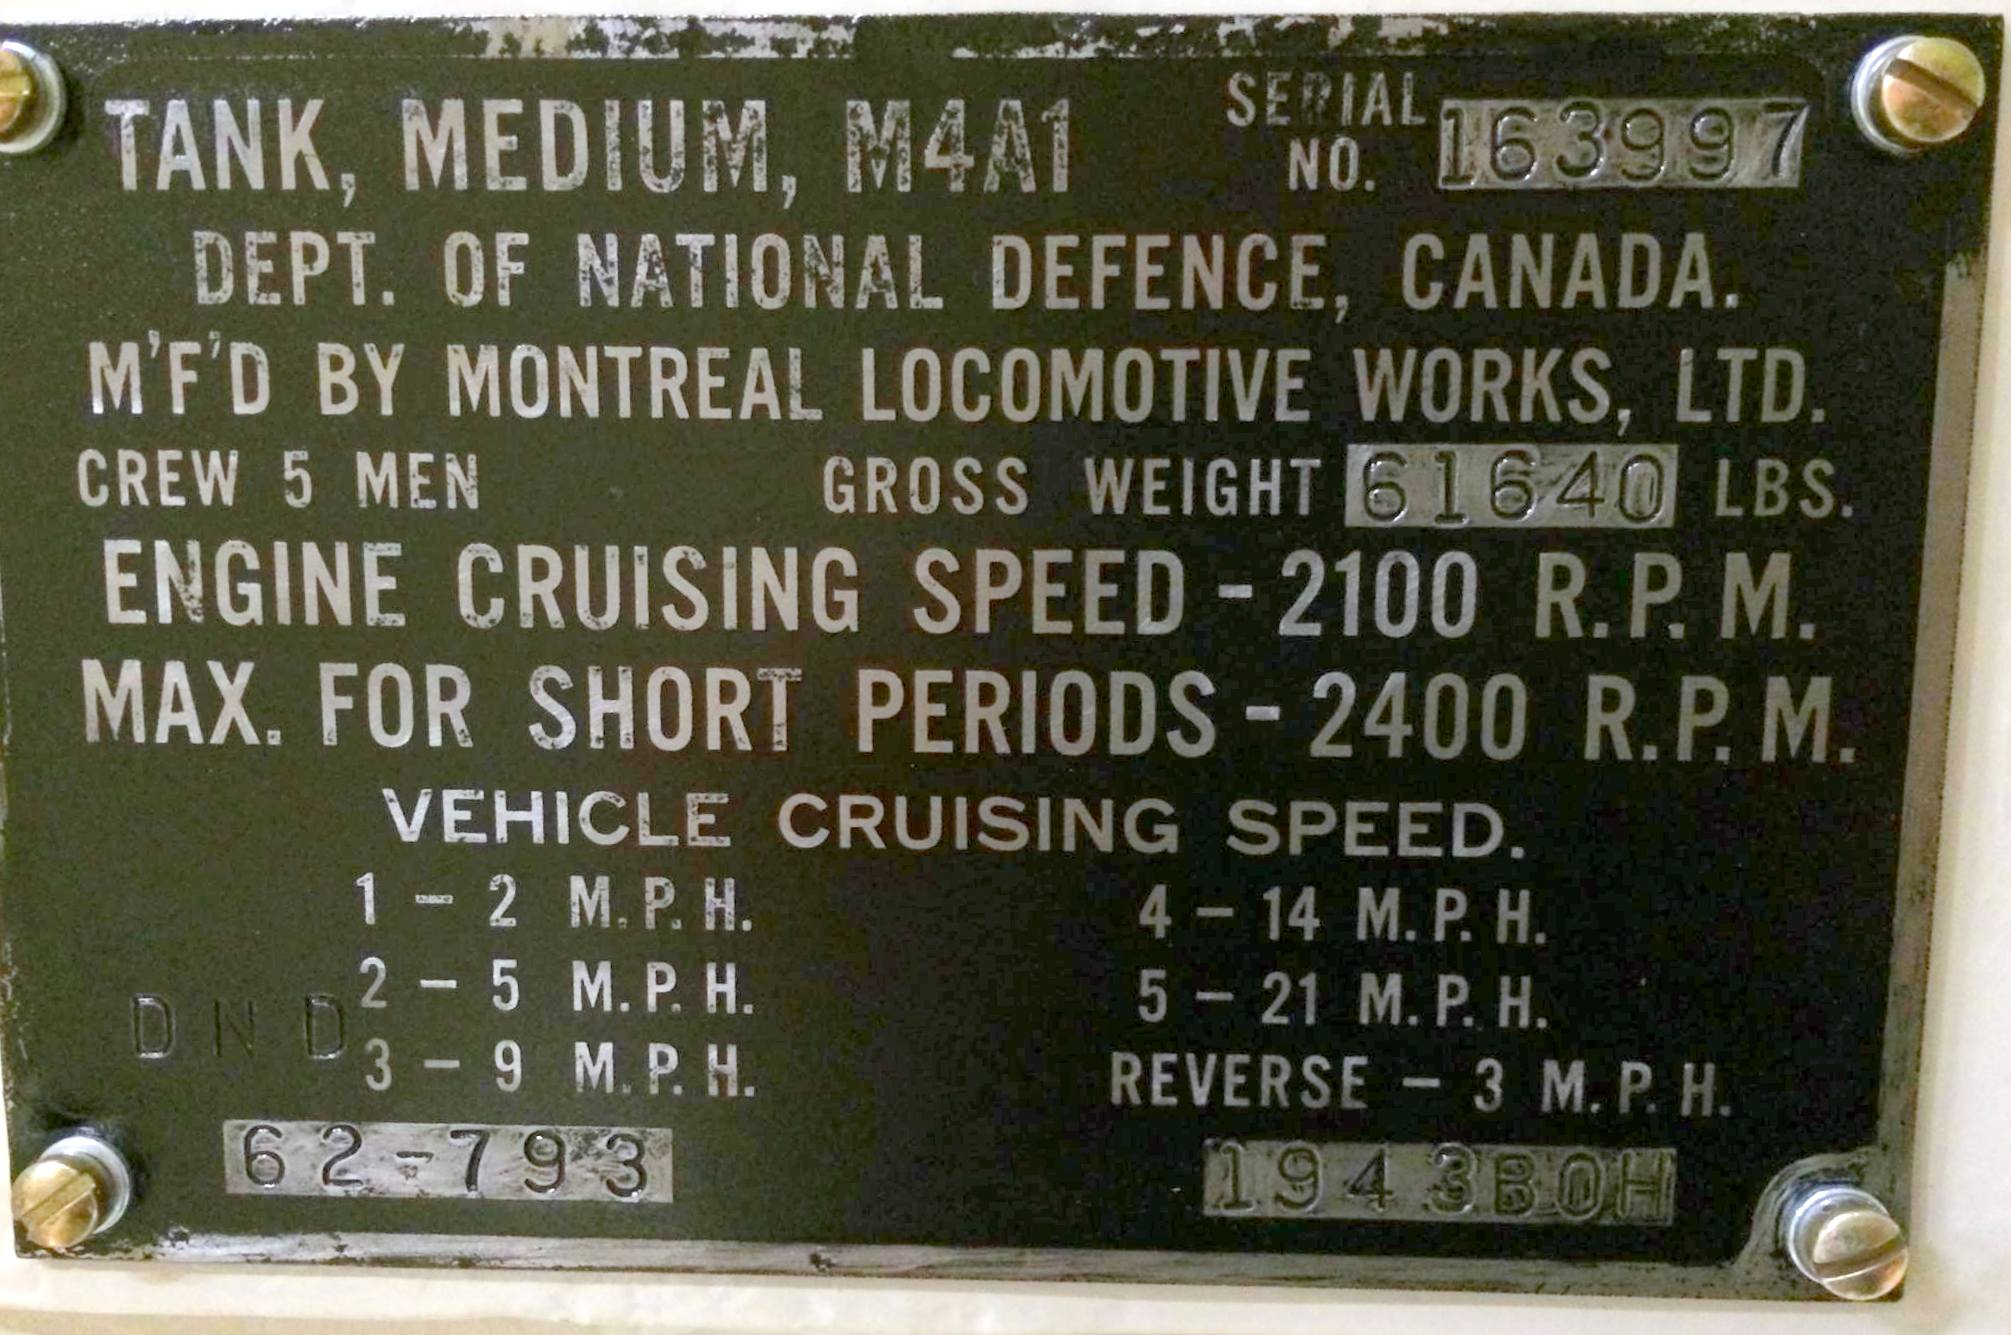 TANK, MEDIUM, M4A1 SERIAL NO. 163997
DEPT. OF NATIONAL DEFENCE, CANADA.
M'F'D BY MONTREAL LOCOMOTIVE WORKS, LTD.
CREW 5 MEN GROSS WEIGHT 61640 LBS.
ENGINE CRUISING SPEED - 2100 R.P.M.
MAX. FOR SHORT PERIODS - 2400 R.P.M.
VEHICLE CRUISING SPEED.
1 - 2 M.P.H. 4 - 14 M.P.H.
2 - 5 M.P.H. 5 - 21 M.P.H.
DND
3 - 9 M.P.H. REVERSE - 3 M.P.H.
62-793 1943BOH